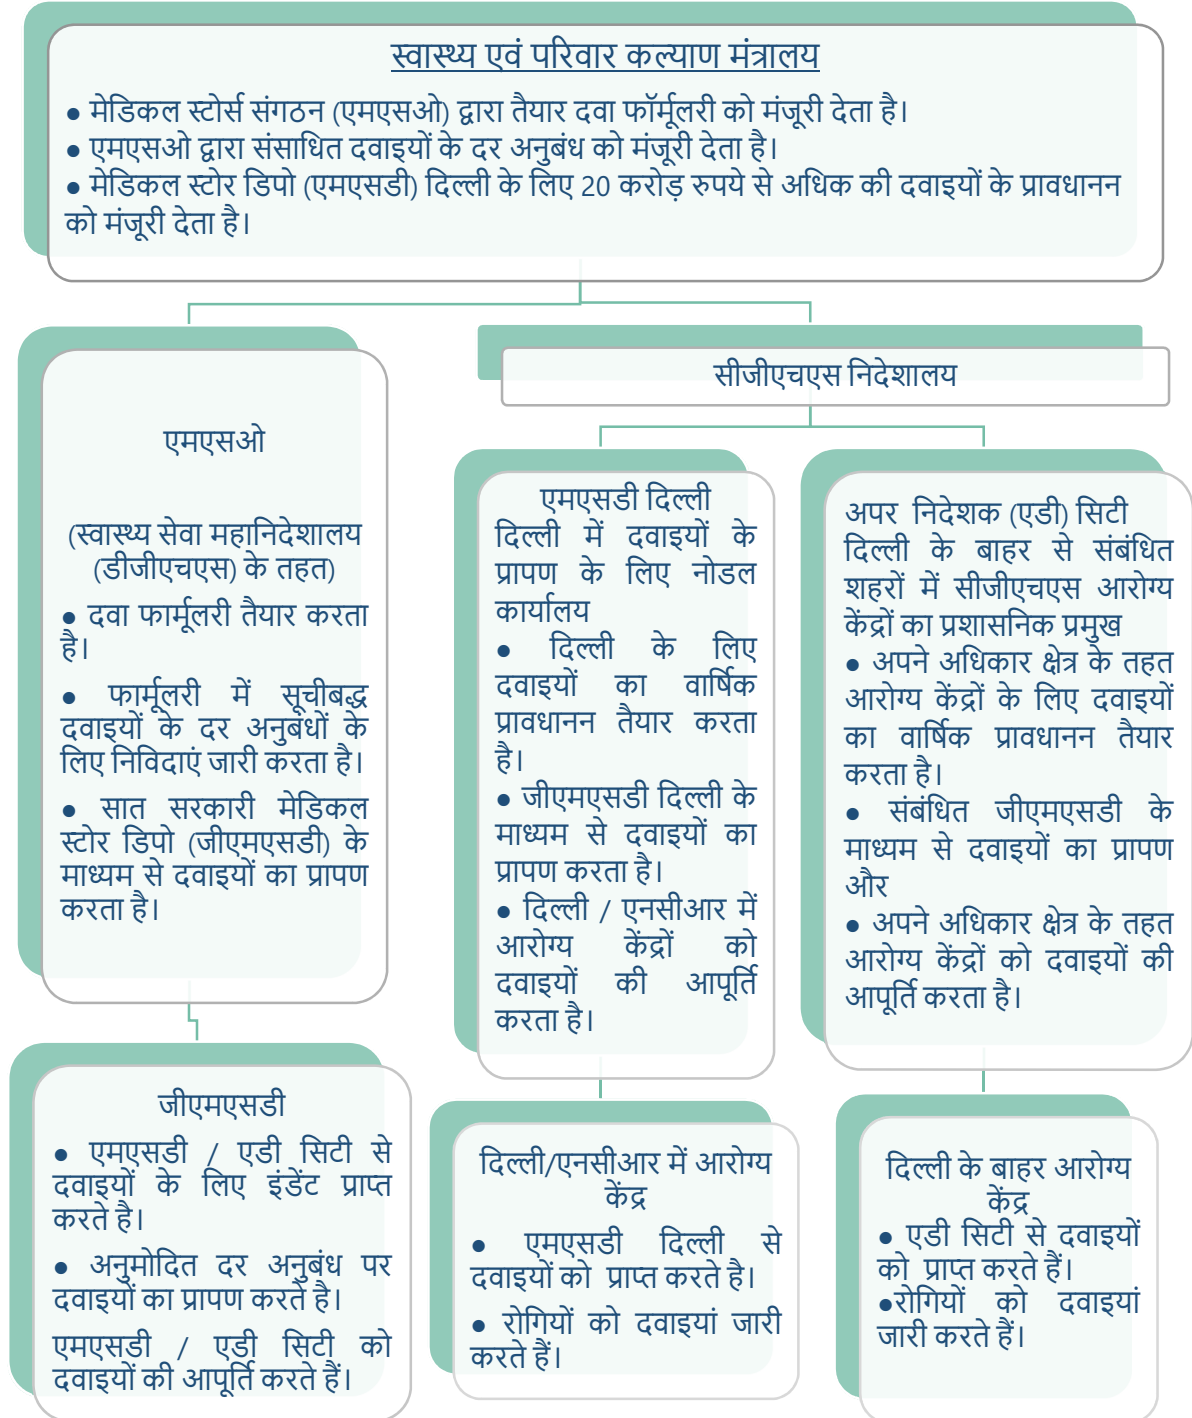 स्वास्थ्य एवं परिवार कल्याण मंत्रालय
● मेडिकल स्टोर्स संगठन (एमएसओ) द्वारा तैयार दवा फॉर्मूलरी को मंजूरी देता है।
● एमएसओ द्वारा संसाधित दवाइयों के दर अनुबंध को मंजूरी देता है।
● मेडिकल स्टोर डिपो (एमएसडी) दिल्ली के लिए 20 करोड़ रुपये से अधिक की दवाइयों के प्रावधानन
को मंजूरी देता है।
एमएसओ
(स्वास्थ्य सेवा महानिदेशालय
(डीजीएचएस) के तहत)
● दवा फार्मूलरी तैयार करता
है।
● फार्मूलरी में सूचीबद्ध
दवाइयों के दर अनुबंधों के
लिए निविदाएं जारी करता है।
● सात सरकारी मेडिकल
स्टोर डिपो (जीएमएसडी) के
माध्यम से दवाइयों का प्रापण
करता है।
जीएमएसडी
● एमएसडी / एडी सिटी से
दवाइयों के लिए इंडेंट प्राप्त
करते है।
● अनुमोदित दर अनुबंध पर
दवाइयों का प्रापण करते है।
एमएसडी / एडी सिटी को
दवाइयों की आपूर्ति करते हैं।
सीजीएचएस निदेशालय
एमएसडी दिल्ली
दिल्ली में दवाइयों के
प्रापण के लिए नोडल
कार्यालय
● दिल्ली के लिए
दवाइयों का वार्षिक
प्रावधानन तैयार करता
है।
● जीएमएसडी दिल्ली के
माध्यम से दवाइयों का
प्रापण करता है।
● दिल्ली / एनसीआर में
आरोग्य केंद्रों को
दवाइयों की आपूर्ति
करता है।
दिल्ली/एनसीआर में आरोग्य
केंद्र
● एमएसडी दिल्ली से
दवाइयों को प्राप्त करते है।
● रोगियों को दवाइयां जारी
करते हैं।
अपर निदेशक (एडी) सिटी
दिल्ली के बाहर से संबंधित
शहरों में सीजीएचएस आरोग्य
केंद्रों का प्रशासनिक प्रमुख
● अपने अधिकार क्षेत्र के तहत
आरोग्य केंद्रों के लिए दवाइयों
का वार्षिक प्रावधानन तैयार
करता है।
● संबंधित जीएमएसडी के
माध्यम से दवाइयों का प्रापण
और
● अपने अधिकार क्षेत्र के तहत
आरोग्य केंद्रों को दवाइयों की
आपूर्ति करता है।
दिल्ली के बाहर आरोग्य
केंद्र
● एडी सिटी से दवाइयों
को प्राप्त करते हैं।
●रोगियों को दवाइयां
जारी करते हैं।